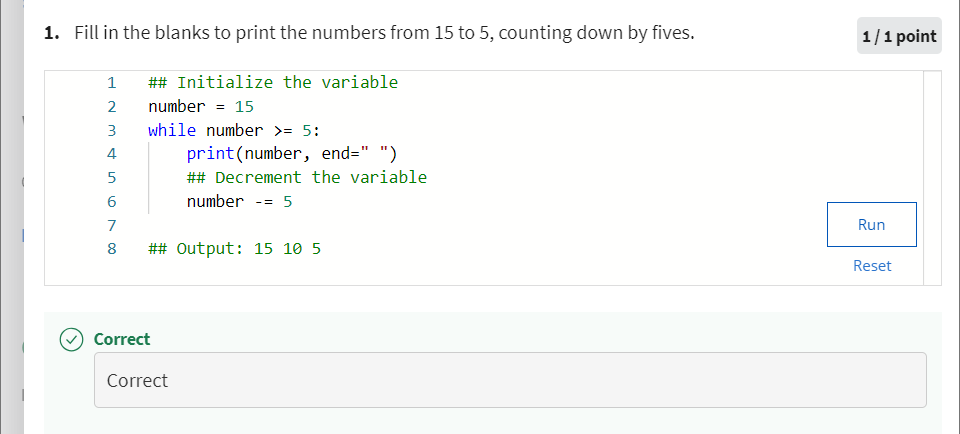 1. Fill in the blanks to print the numbers from 15 to 5, counting down by fives.
1 / 1 point
1 ## Initialize the variable
2 number = 15
3 while number >= 5:
4     print(number, end=" ")
5     ## Decrement the variable
6     number -= 5
7
8 ## Output: 15 10 5
Run
Reset
Correct
Correct